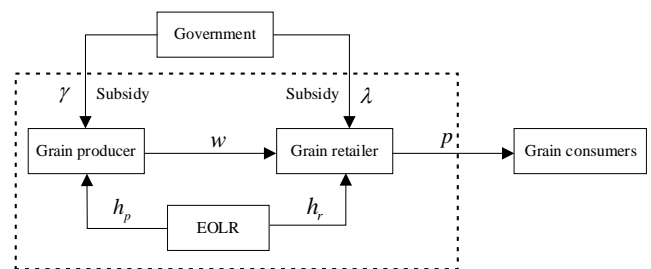 Government
γ Subsidy Subsidy λ
Grain producer w Grain retailer p Grain consumers
h_p EOLR h_r